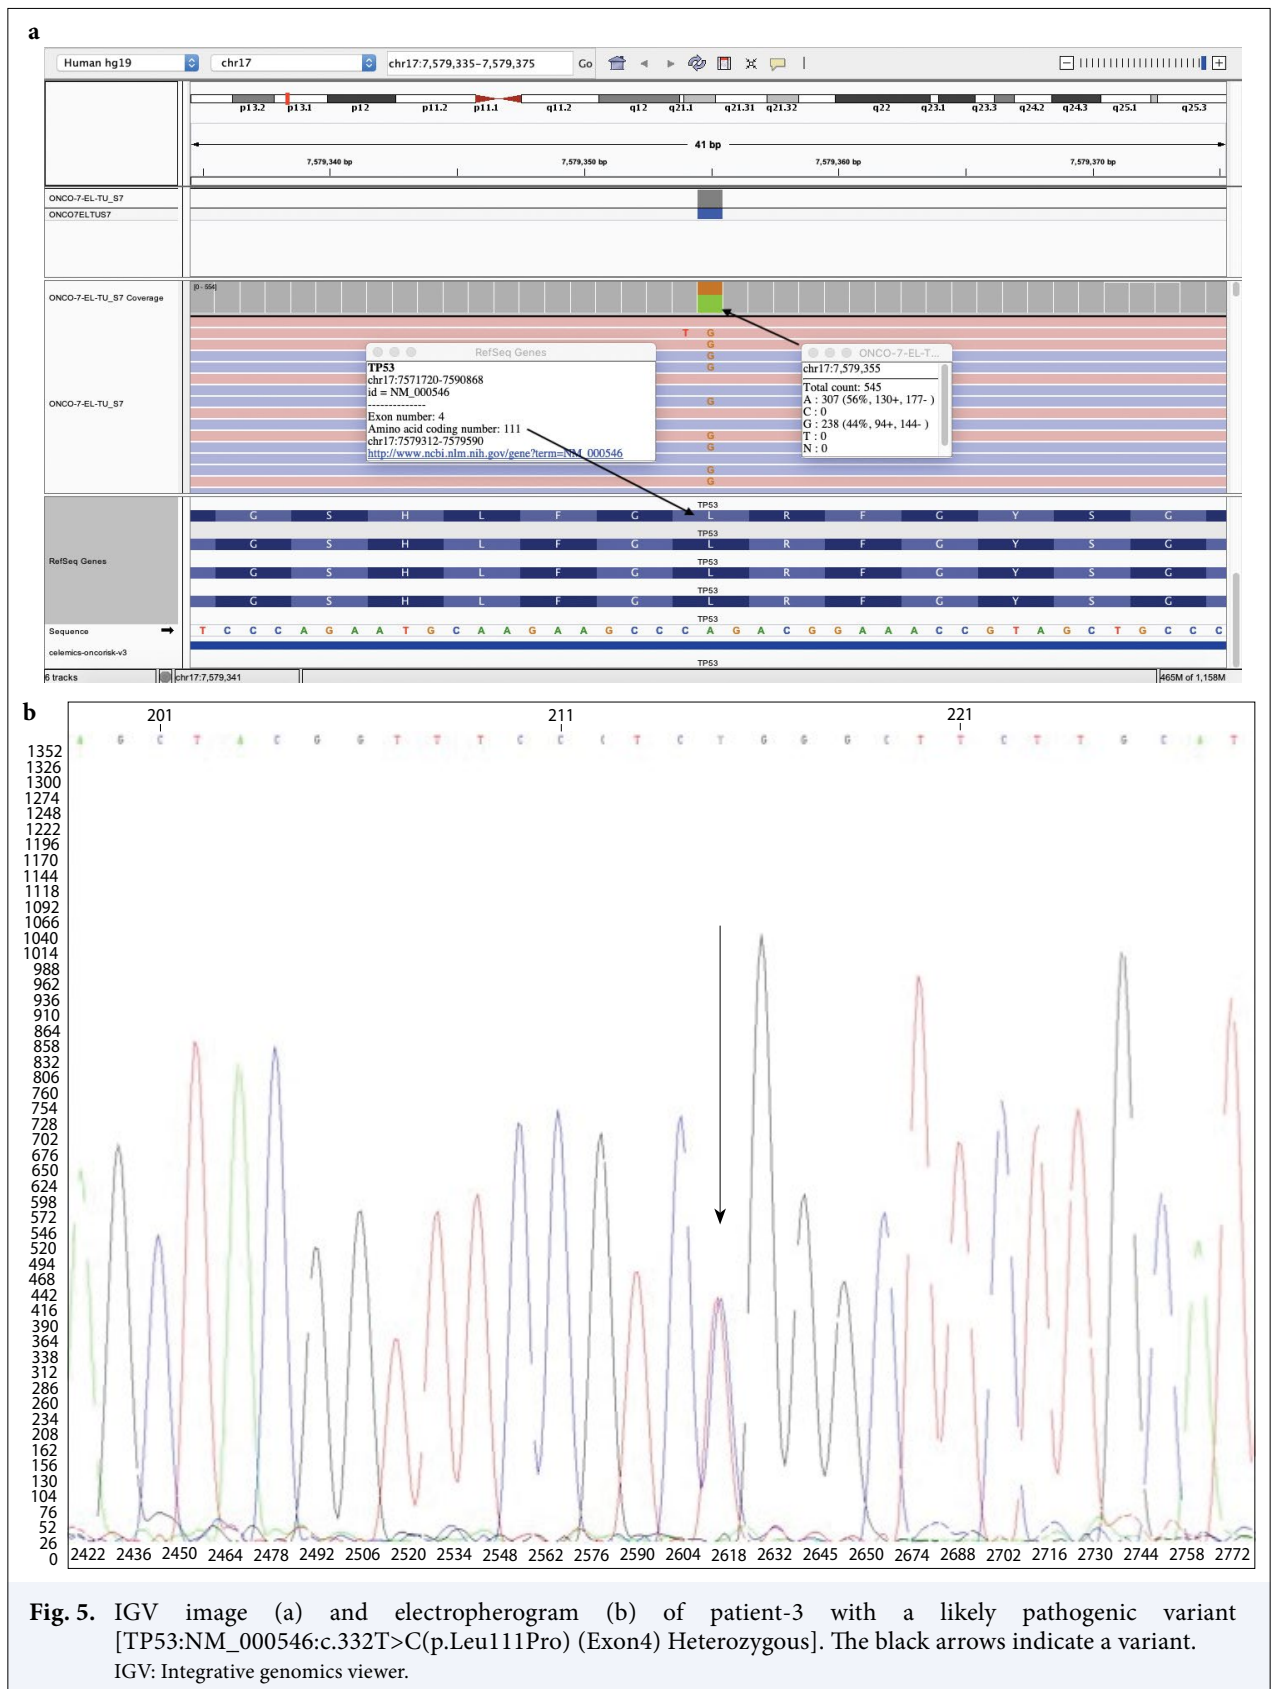 a
Human hg19 chr17 chr17:7,579,335-7,579,375 Go
p13.2 p13.1 p12 p11.2 p11.1 q11.2 q12 q21.1 q21.31 q21.32 q22 q23.1 q23.3 q24.2 q24.3 q25.1 q25.3
41 bp
7,579,340 bp 7,579,350 bp 7,579,360 bp 7,579,370 bp
ONCO-7-EL-TU_S7
ONCO7ELTUS7
[0 - 554]
ONCO-7-EL-TU_S7 Coverage
T G
G
G
G
G
G
G
G
G
ONCO-7-EL-TU_S7
RefSeq Genes
TP53
chr17:7571720-7590868
id = NM_000546
--------------
Exon number: 4
Amino acid coding number: 111
chr17:7579312-7579590
http://www.ncbi.nlm.nih.gov/gene?term=NM_000546
ONCO-7-EL-T...
chr17:7,579,355
Total count: 545
A : 307 (56%, 130+, 177- )
C : 0
G : 238 (44%, 94+, 144- )
T : 0
N : 0
TP53
G S H L F G L R F G Y S G
TP53
G S H L F G L R F G Y S G
TP53
G S H L F G L R F G Y S G
TP53
G S H L F G L R F G Y S G
TP53
RefSeq Genes
Sequence T C C C A G A A T G C A A G A A G C C C A G A C G G A A A C C G T A G C T G C C C
celemics-oncorisk-v3
TP53
6 tracks chr17:7,579,341 465M of 1,158M
b
201 211 221
A G C T A C G G T T T C C G T C Y G G G C T T C T T G C A T
1352
1326
1300
1274
1248
1222
1196
1170
1144
1118
1092
1066
1040
1014
988
962
936
910
864
858
832
806
760
754
728
702
676
650
624
598
572
546
520
494
468
442
416
390
364
338
312
286
260
234
208
162
156
130
104
76
52
26
0
2422 2436 2450 2464 2478 2492 2506 2520 2534 2548 2562 2576 2590 2604 2618 2632 2645 2650 2674 2688 2702 2716 2730 2744 2758 2772
Fig. 5. IGV image (a) and electropherogram (b) of patient-3 with a likely pathogenic variant
[TP53:NM_000546:c.332T>C(p.Leu111Pro) (Exon4) Heterozygous]. The black arrows indicate a variant.
IGV: Integrative genomics viewer.